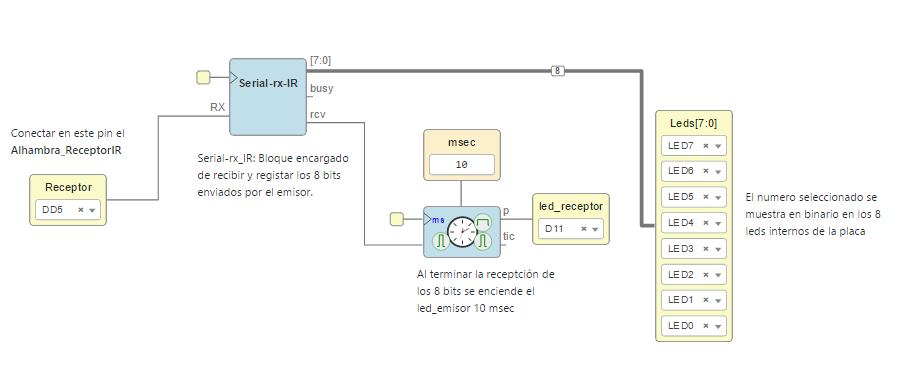 [7:0]
8
Serial-rx-IR
busy
RX
rcv
Leds[7:0]
LED7
LED6
LED5
LED4
LED3
LED2
LED1
LED0
Conectar en este pin el
Alhambra_ReceptorIR
Receptor
DD5
Serial-rx_IR: Bloque encargado
de recibir y registar los 8 bits
enviados por el emisor.
msec
10
ms
p
tic
led_receptor
D11
Al terminar la receptción de
los 8 bits se enciende el
led_emisor 10 msec
El numero seleccionado se
muestra en binario en los 8
leds internos de la placa